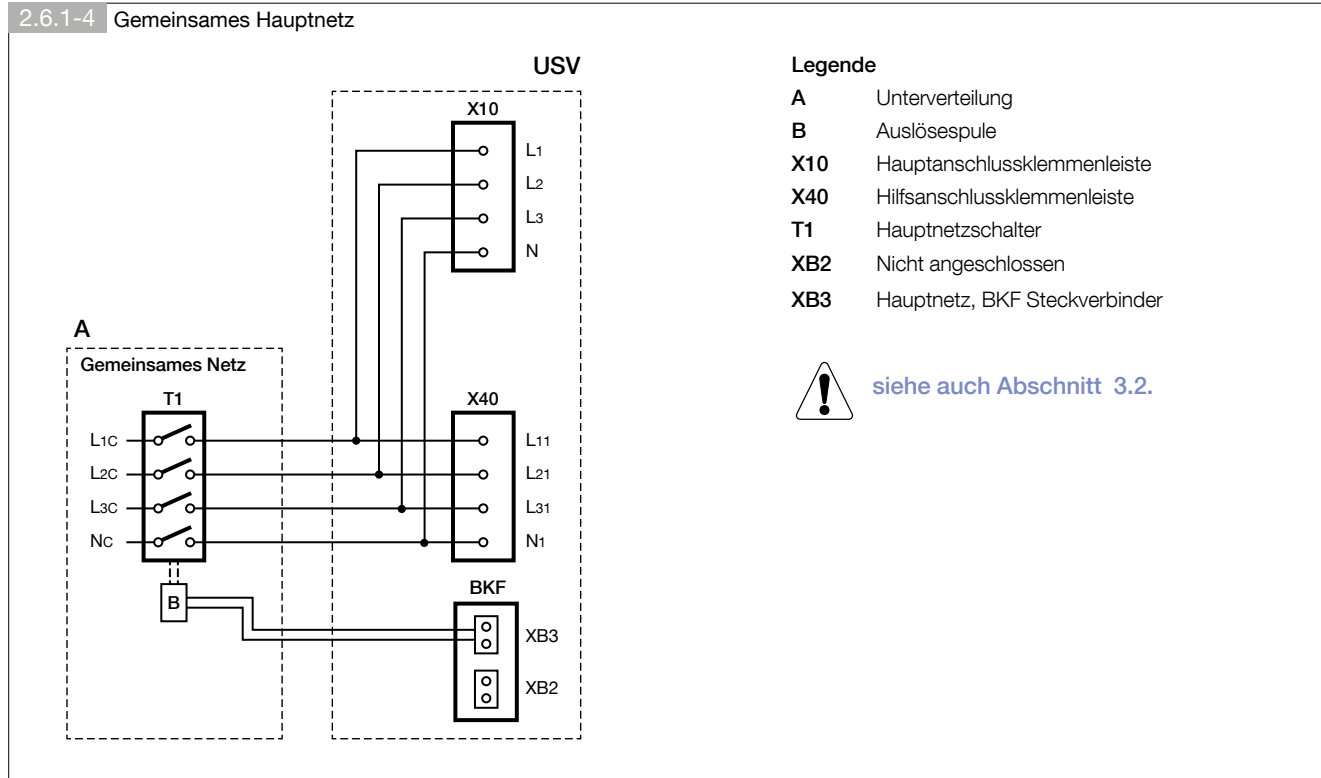 2.6.1-4 Gemeinsames Hauptnetz
USV
X10
L1
L2
L3
N
A
Gemeinsames Netz
T1
L1C
L2C
L3C
NC
B
X40
L11
L21
L31
N1
BKF
XB3
XB2
Legende
A Unterverteilung
B Auslösespule
X10 Hauptanschlussklemmenleiste
X40 Hilfsanschlussklemmenleiste
T1 Hauptnetzschalter
XB2 Nicht angeschlossen
XB3 Hauptnetz, BKF Steckverbinder
! siehe auch Abschnitt 3.2.